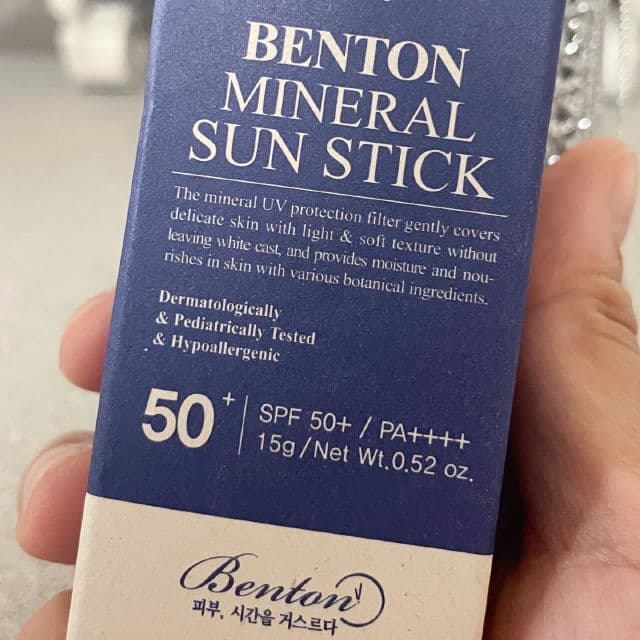 BENTON
MINERAL
SUN STICK
The mineral UV protection filter gently covers
delicate skin with light & soft texture without
leaving white cast, and provides moisture and nou-
rishes in skin with various botanical ingredients.
Dermatologically
& Pediatrically Tested
& Hypoallergenic
50+
SPF 50+ / PA++++
15g/Net Wt.0.52 oz.
Benton
피부, 시간을 거스르다